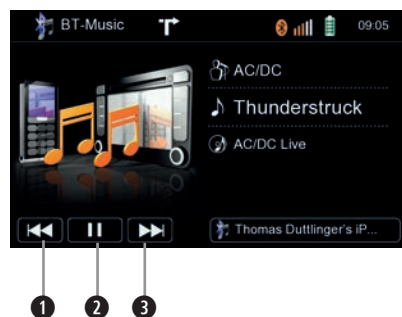 BT-Music 09:05
AC/DC
Thunderstruck
AC/DC Live
Thomas Duttlinger's iP...
1 2 3